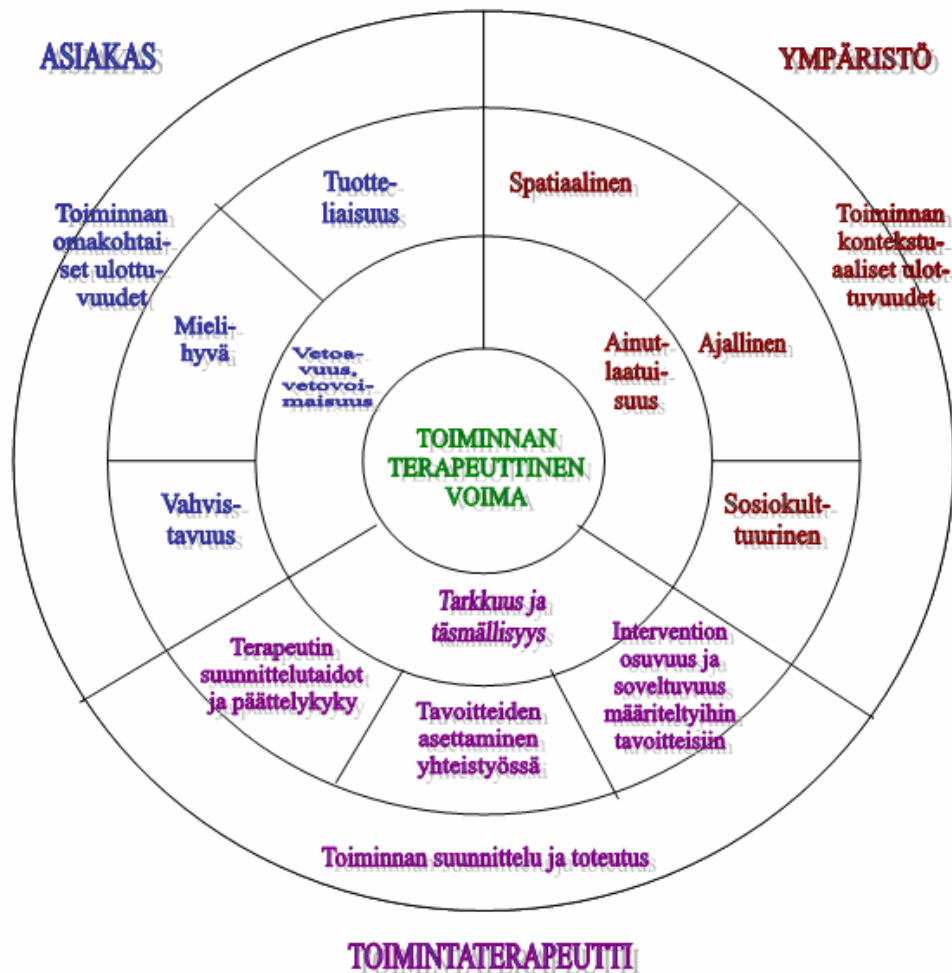 ASIAKAS
YMPÄRISTÖ
Tuotte-
liaisuus
Spatiaalinen
Toiminnan
omakohtai-
set ulottu-
vuudet
Toiminnan
kontekstu-
aaliset ulot-
tuvuudet
Mieli-
hyvä
Vetoa-
vuus,
vetovoi-
maisuus
Ainut-
laatui-
suus
Ajallinen
TOIMINNAN
TERAPEUTTINEN
VOIMA
Vahvis-
tavuus
Sosiokult-
tuurinen
Tarkkuus ja
täsmällisyys
Terapeutin
suunnittelutaidot
ja päättelykyky
Tavoitteiden
asettaminen
yhteistyössä
Intervention
osuvuus ja
soveltuvuus
määriteltyihin
tavoitteisiin
Toiminnan suunnittelu ja toteutus
TOIMINTATERAPEUTTI